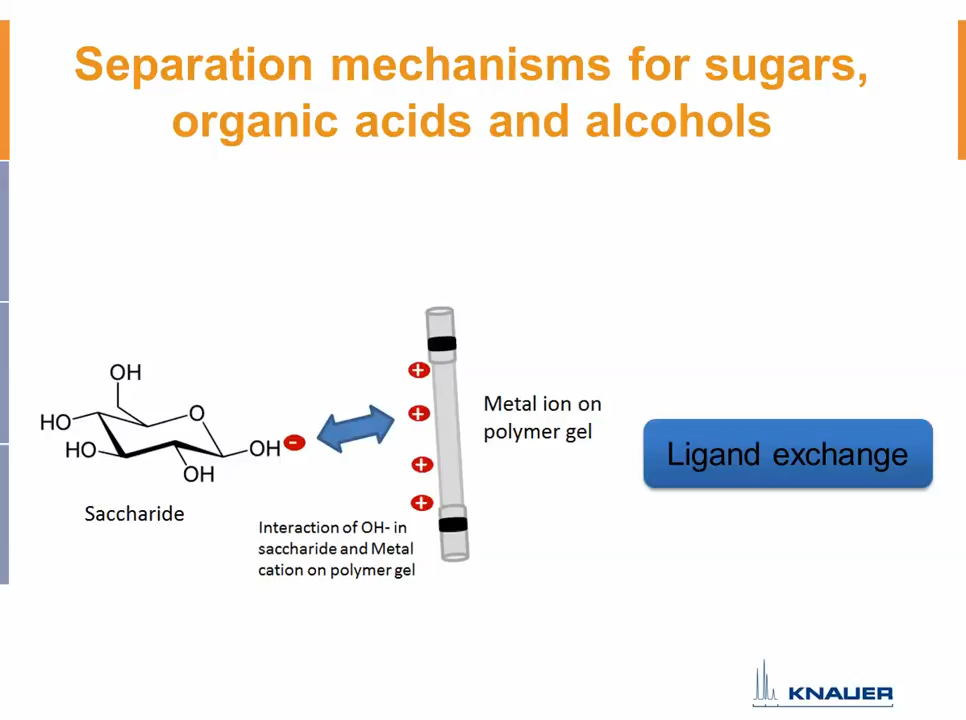 Separation mechanisms for sugars,
organic acids and alcohols
OH
HO
O
HO
OH
-
OH
Saccharide
+
+
+
+
Interaction of OH- in
saccharide and Metal
cation on polymer gel
Metal ion on
polymer gel
Ligand exchange
KNAUER